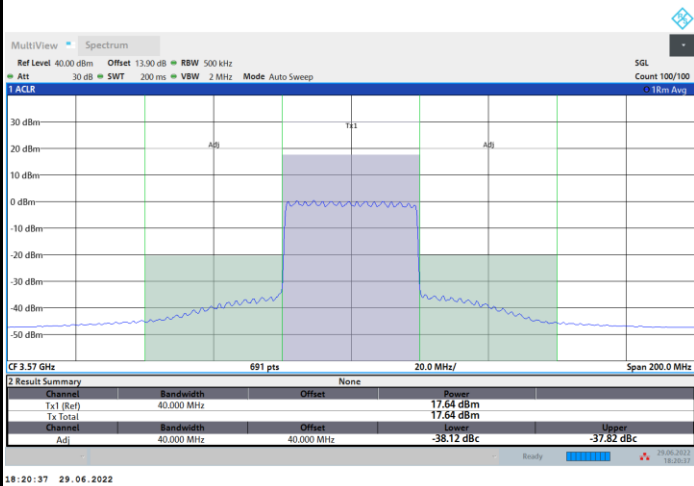 MultiView Spectrum
Ref Level 40.00 dBm Offset 13.90 dB RBW 500 kHz SGL
Att 30 dB SWT 200 ms VBW 2 MHz Mode Auto Sweep Count 100/100
1 ACLR 1Rm Avg
30 dBm
Tx1
20 dBm
Adj Adj
10 dBm
0 dBm
-10 dBm
-20 dBm
-30 dBm
-40 dBm
-50 dBm
CF 3.57 GHz 691 pts 20.0 MHz/ Span 200.0 MHz
2 Result Summary None
Channel Bandwidth Offset Power
Tx1 (Ref) 40.000 MHz 17.64 dBm
Tx Total 17.64 dBm
Channel Bandwidth Offset Lower Upper
Adj 40.000 MHz 40.000 MHz -38.12 dBc -37.82 dBc
Ready 29.06.2022
18:20:37
18:20:37 29.06.2022